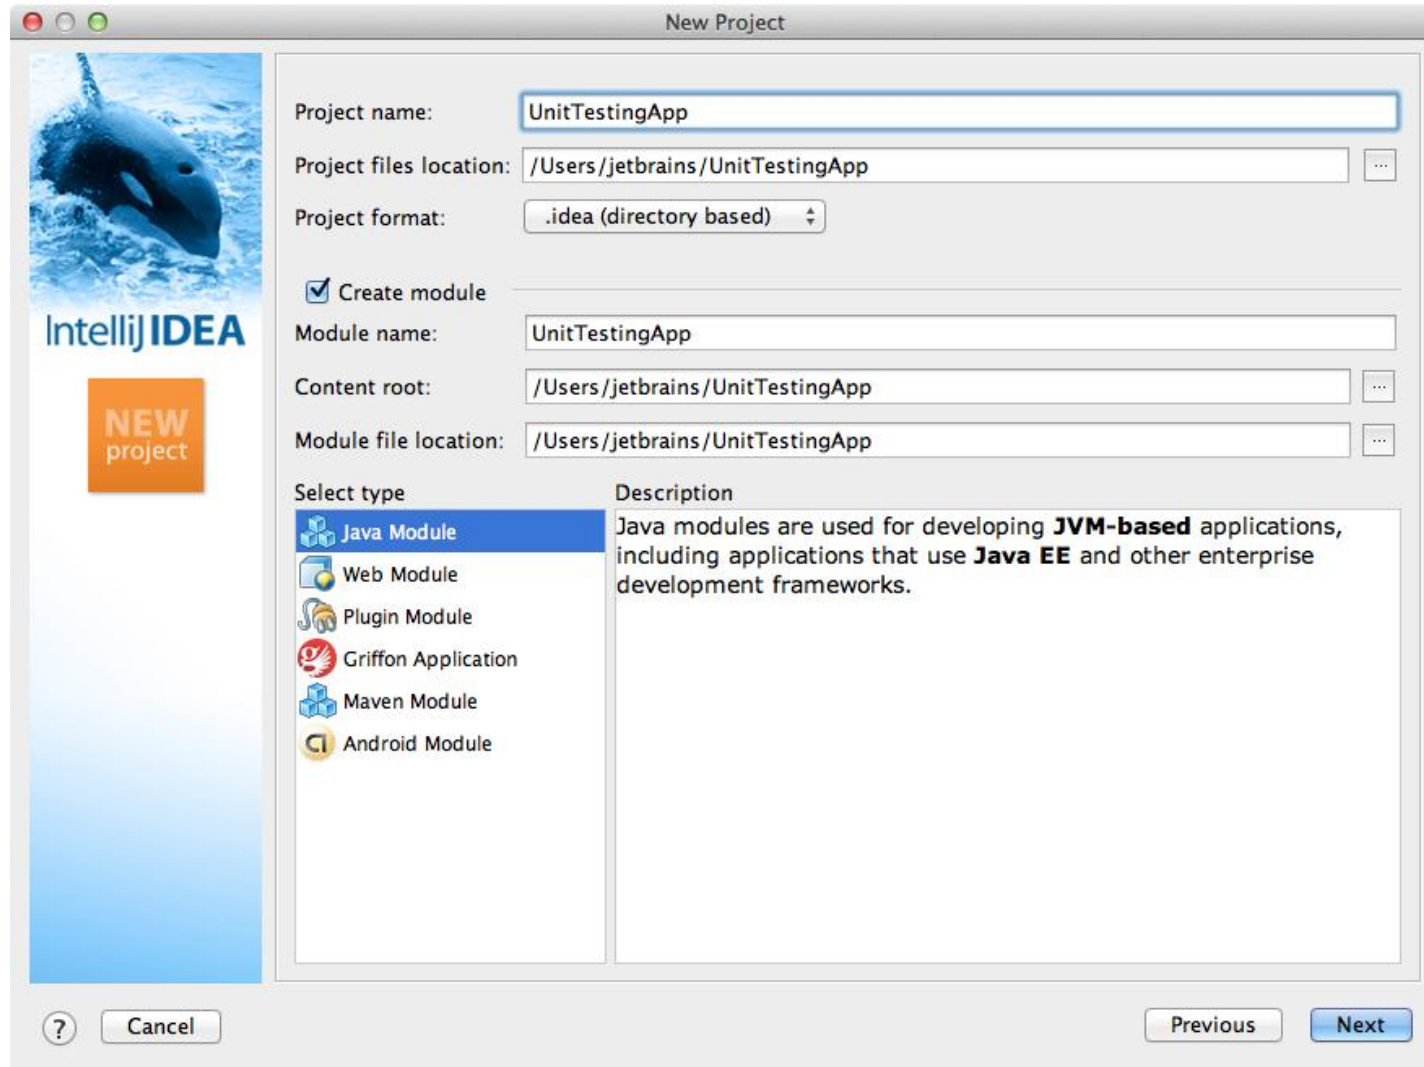 New Project
IntelliJ IDEA
NEW
project
Project name: UnitTestingApp
Project files location: /Users/jetbrains/UnitTestingApp ...
Project format: .idea (directory based)
Create module
Module name: UnitTestingApp
Content root: /Users/jetbrains/UnitTestingApp ...
Module file location: /Users/jetbrains/UnitTestingApp ...
Select type
Java Module
Web Module
Plugin Module
Griffon Application
Maven Module
Android Module
Description
Java modules are used for developing JVM-based applications,
including applications that use Java EE and other enterprise
development frameworks.
? Cancel Previous Next